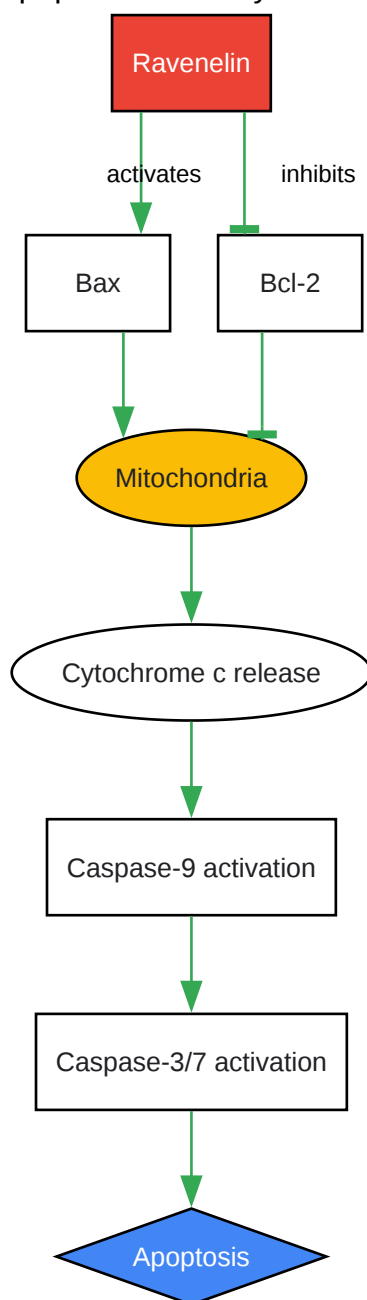 Ravenelin
activates
inhibits
Bax
Bcl-2
Mitochondria
Cytochrome c release
Caspase-9 activation
Caspase-3/7 activation
Apoptosis